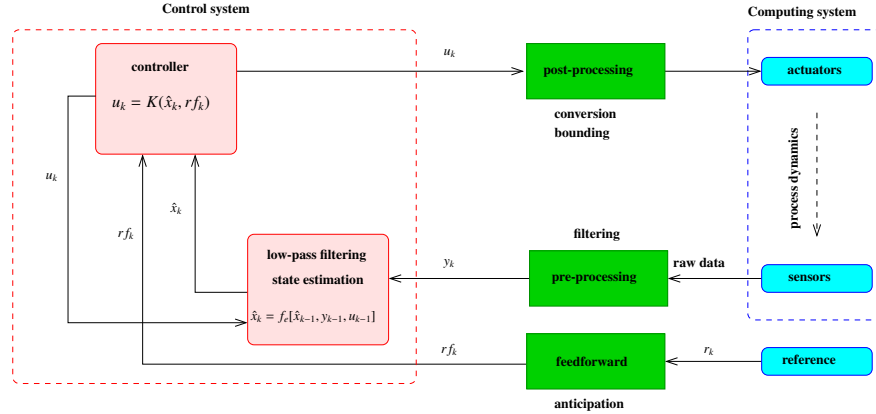 Control system
Computing system
controller
u_k = K(x̂_k, rf_k)
u_k
post-processing
actuators
conversion
bounding
process dynamics
u_k
x̂_k
rf_k
low-pass filtering
state estimation
x̂_k = f_e[x̂_{k−1}, y_{k−1}, u_{k−1}]
y_k
filtering
pre-processing
raw data
sensors
rf_k
feedforward
r_k
reference
anticipation